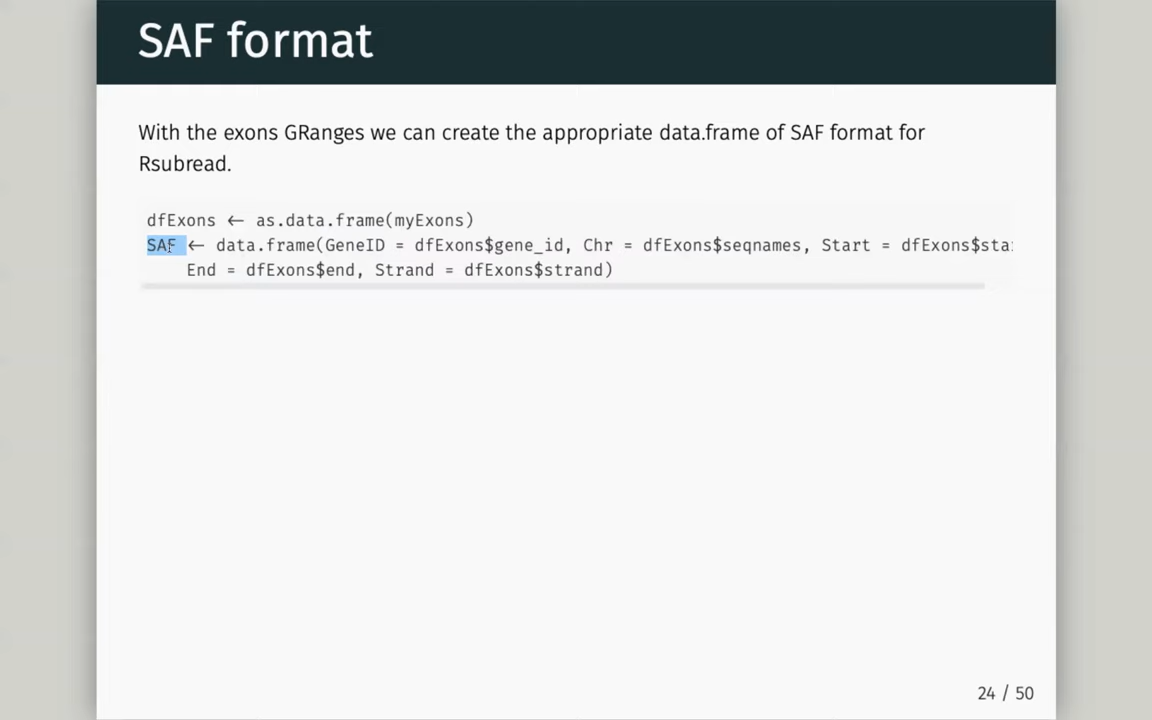 SAF format
With the exons GRanges we can create the appropriate data.frame of SAF format for
Rsubread.
dfExons <- as.data.frame(myExons)
SAF <- data.frame(GeneID = dfExons$gene_id, Chr = dfExons$seqnames, Start = dfExons$sta
End = dfExons$end, Strand = dfExons$strand)
24 / 50